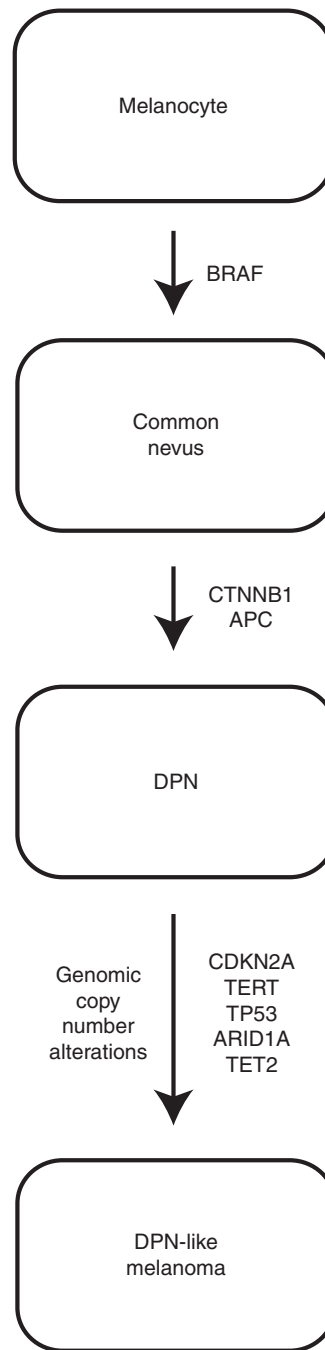 Melanocyte
BRAF
Common
nevus
CTNNB1
APC
DPN
Genomic
copy
number
alterations
CDKN2A
TERT
TP53
ARID1A
TET2
DPN-like
melanoma